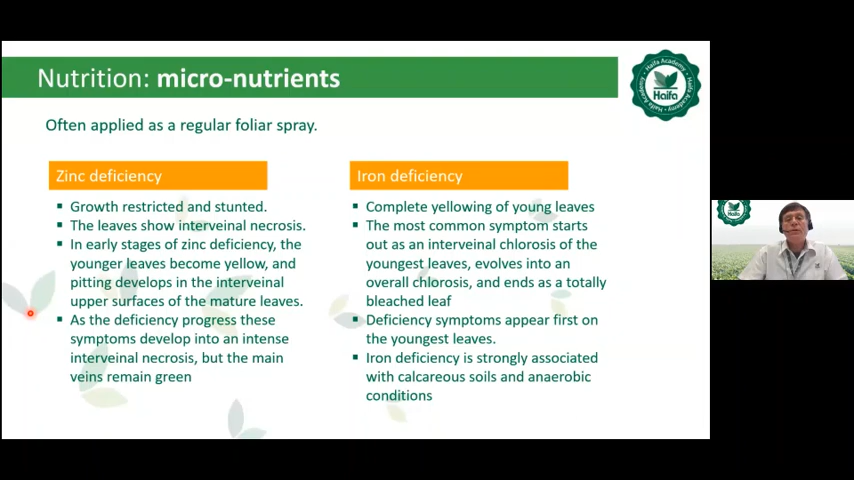 Nutrition: micro-nutrients
Haifa Academy
Haifa
Often applied as a regular foliar spray.
Zinc deficiency
Growth restricted and stunted.
The leaves show interveinal necrosis.
In early stages of zinc deficiency, the
younger leaves become yellow, and
pitting develops in the interveinal
upper surfaces of the mature leaves.
As the deficiency progress these
symptoms develop into an intense
interveinal necrosis, but the main
veins remain green
Iron deficiency
Complete yellowing of young leaves
The most common symptom starts
out as an interveinal chlorosis of the
youngest leaves, evolves into an
overall chlorosis, and ends as a totally
bleached leaf
Deficiency symptoms appear first on
the youngest leaves.
Iron deficiency is strongly associated
with calcareous soils and anaerobic
conditions
Haifa